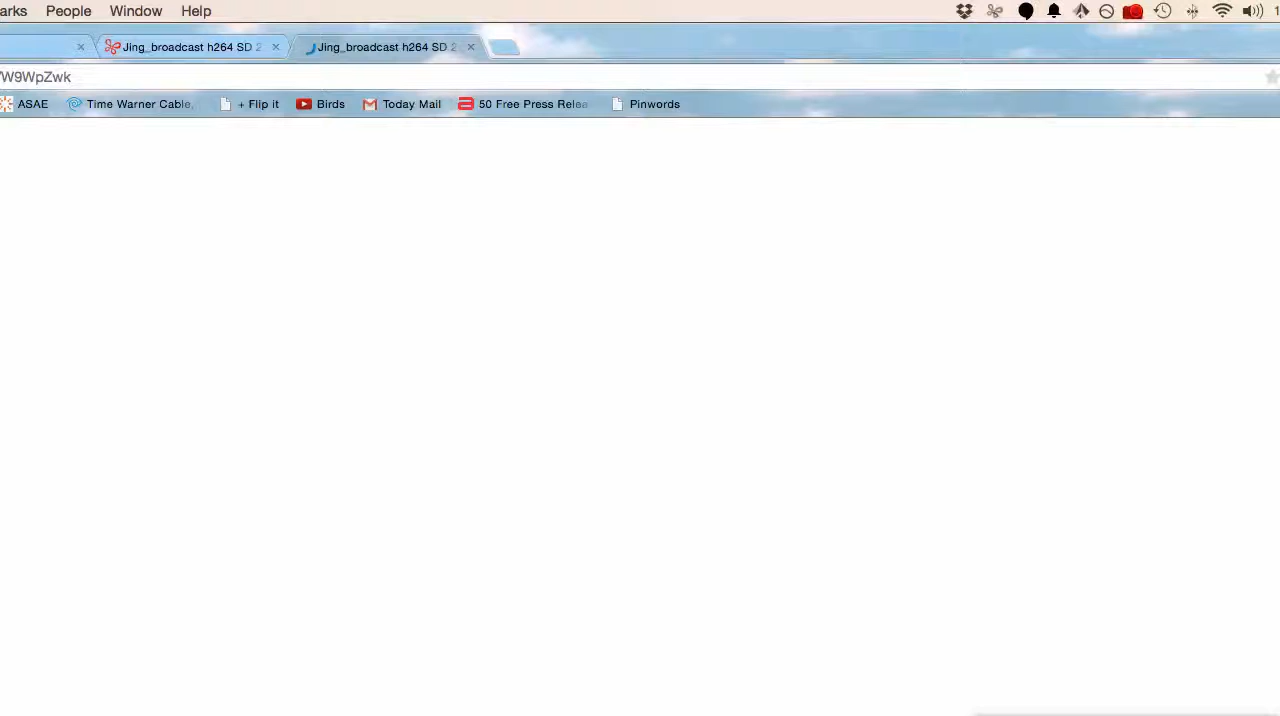 arks People Window Help
Jing_broadcast h264 SD 2 Jing_broadcast h264 SD 2
/W9WpZwk
ASAE Time Warner Cable, + Flip it Birds Today Mail 50 Free Press Relea Pinwords